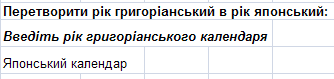 Перетворити рік григоріанський в рік японський:
Введіть рік григоріанського календаря
Японський календар